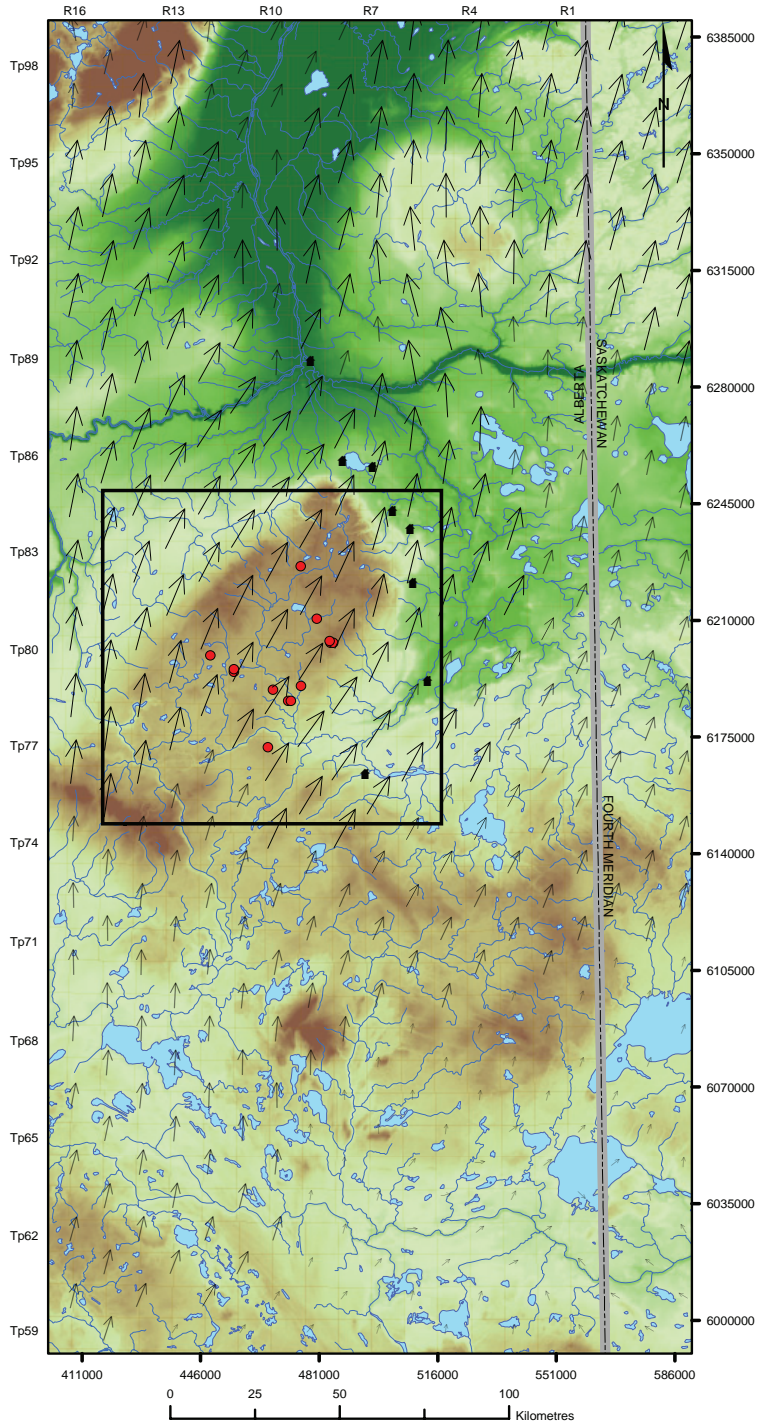 R16 R13 R10 R7 R4 R1
Tp98
Tp95
Tp92
Tp89
Tp86
Tp83
Tp80
Tp77
Tp74
Tp71
Tp68
Tp65
Tp62
Tp59
N
ALBERTA
SASKATCHEWAN
FOURTH MERIDIAN
6385000
6350000
6315000
6280000
6245000
6210000
6175000
6140000
6105000
6070000
6035000
6000000
411000 446000 481000 516000 551000 586000
0 25 50 100
Kilometres